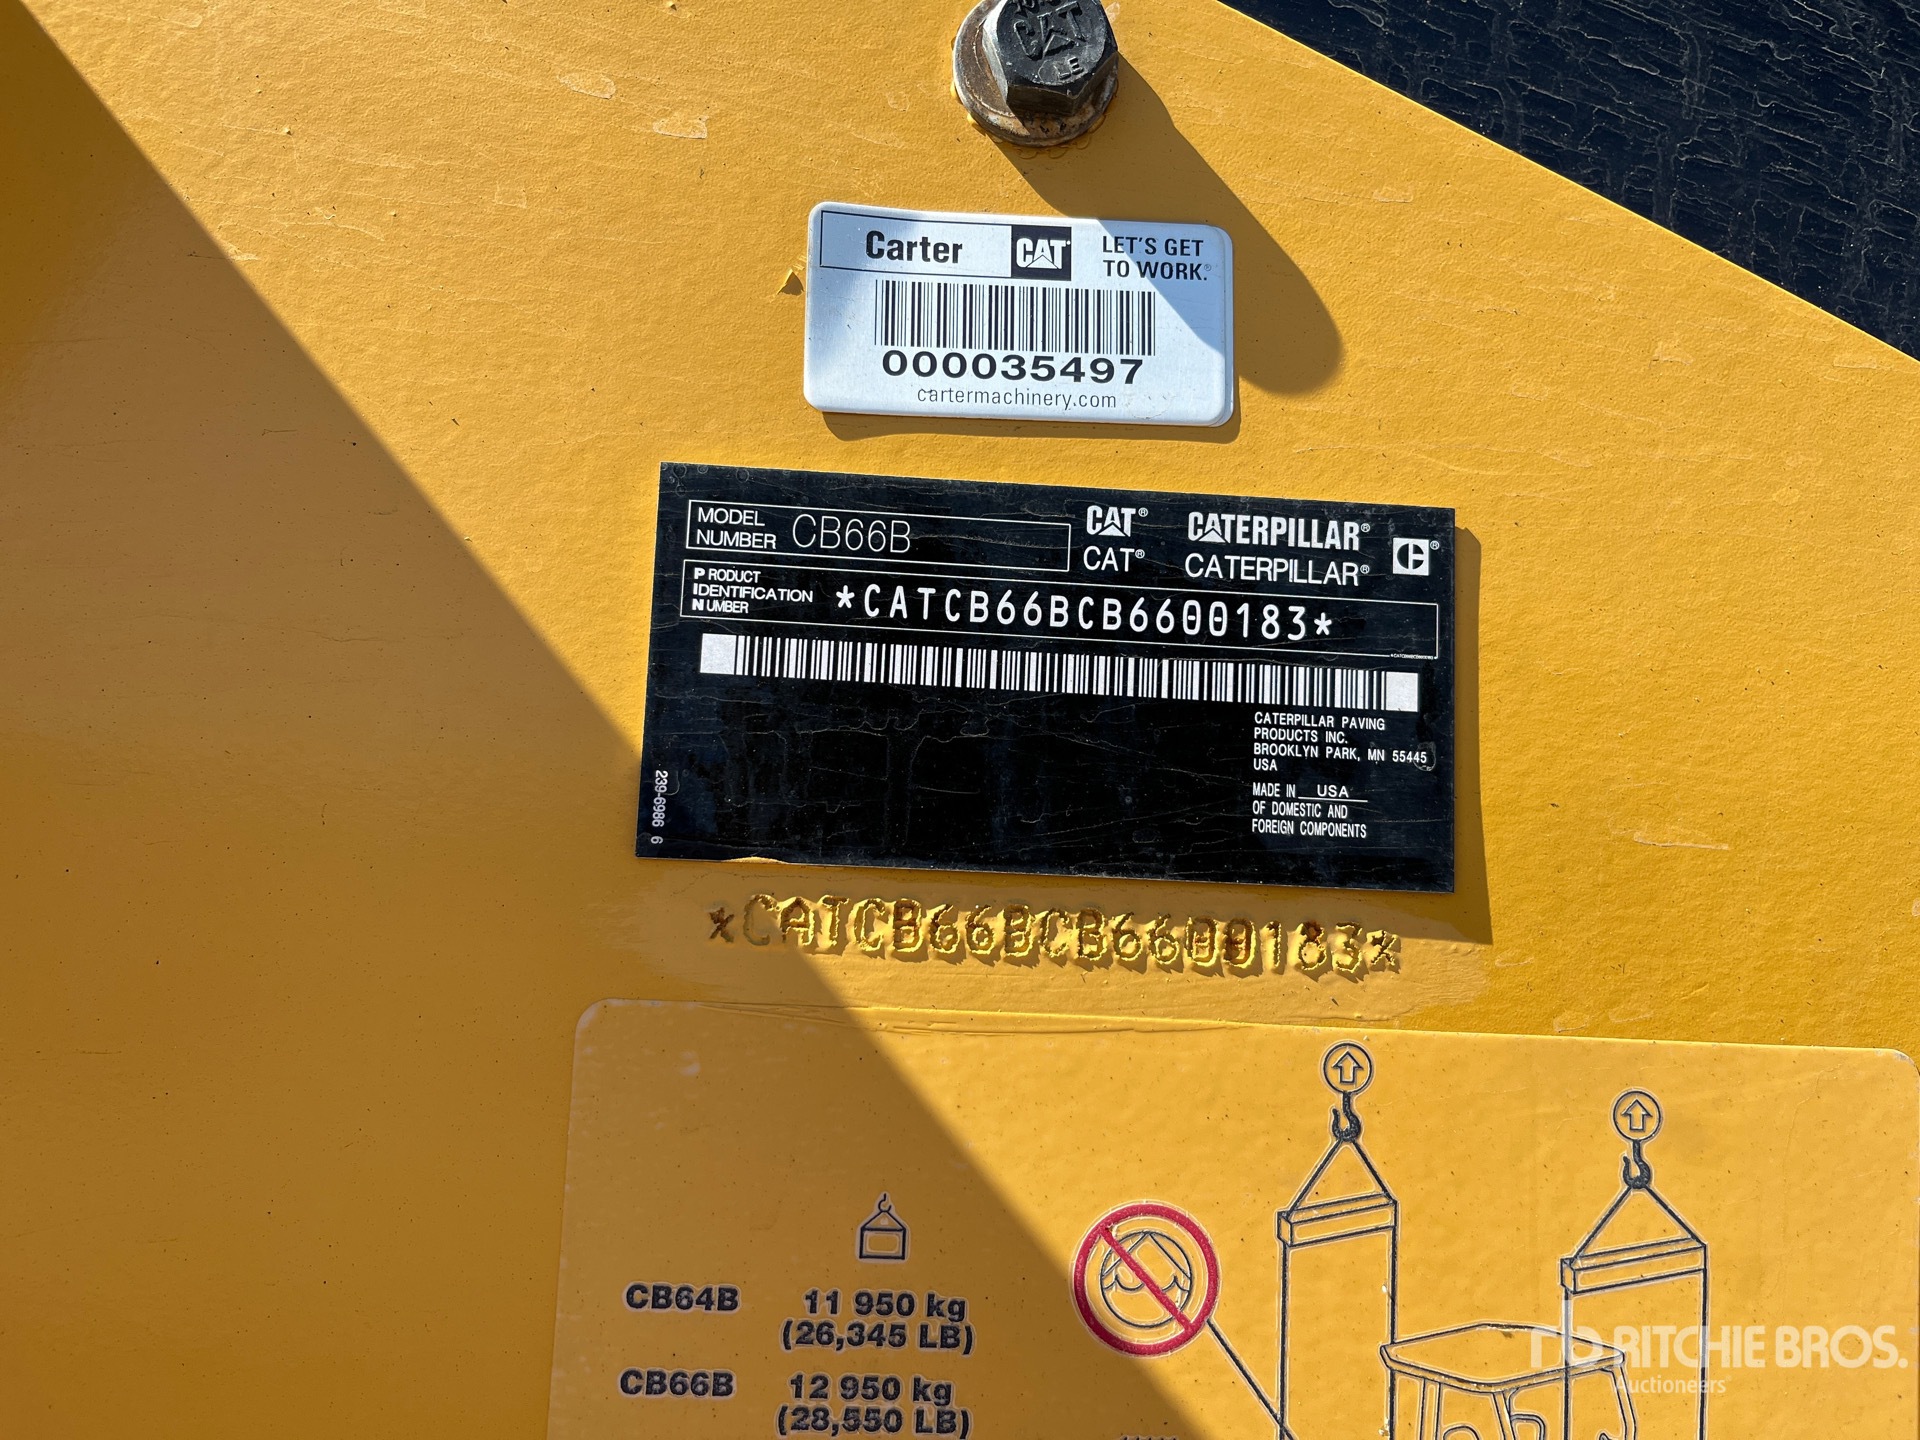 CAT
LE
Carter CAT LET'S GET
TO WORK.®
000035497
cartermachinery.com
MODEL
NUMBER CB66B
CAT® CATERPILLAR®
CAT® CATERPILLAR®
PRODUCT
IDENTIFICATION
NUMBER *CATCB66BCB6600183*
CATERPILLAR PAVING
PRODUCTS INC.
BROOKLYN PARK, MN 55445
USA
MADE IN USA
OF DOMESTIC AND
FOREIGN COMPONENTS
239-6986 6
*CATCB66BCB6600183*
CB64B 11 950 kg
(26,345 LB)
CB66B 12 950 kg
(28,550 LB)
RITCHIE BROS.
Auctioneers